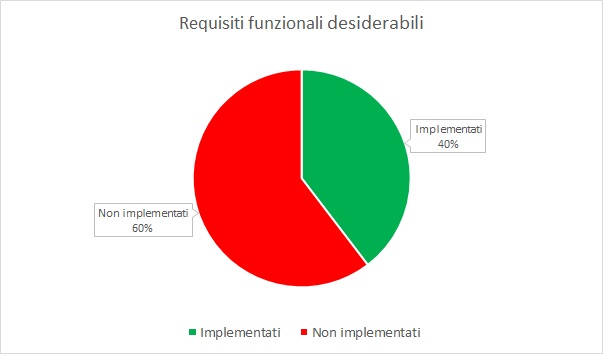 Requisiti funzionali desiderabili
Implementati
40%
Non implementati
60%
Implementati
Non implementati